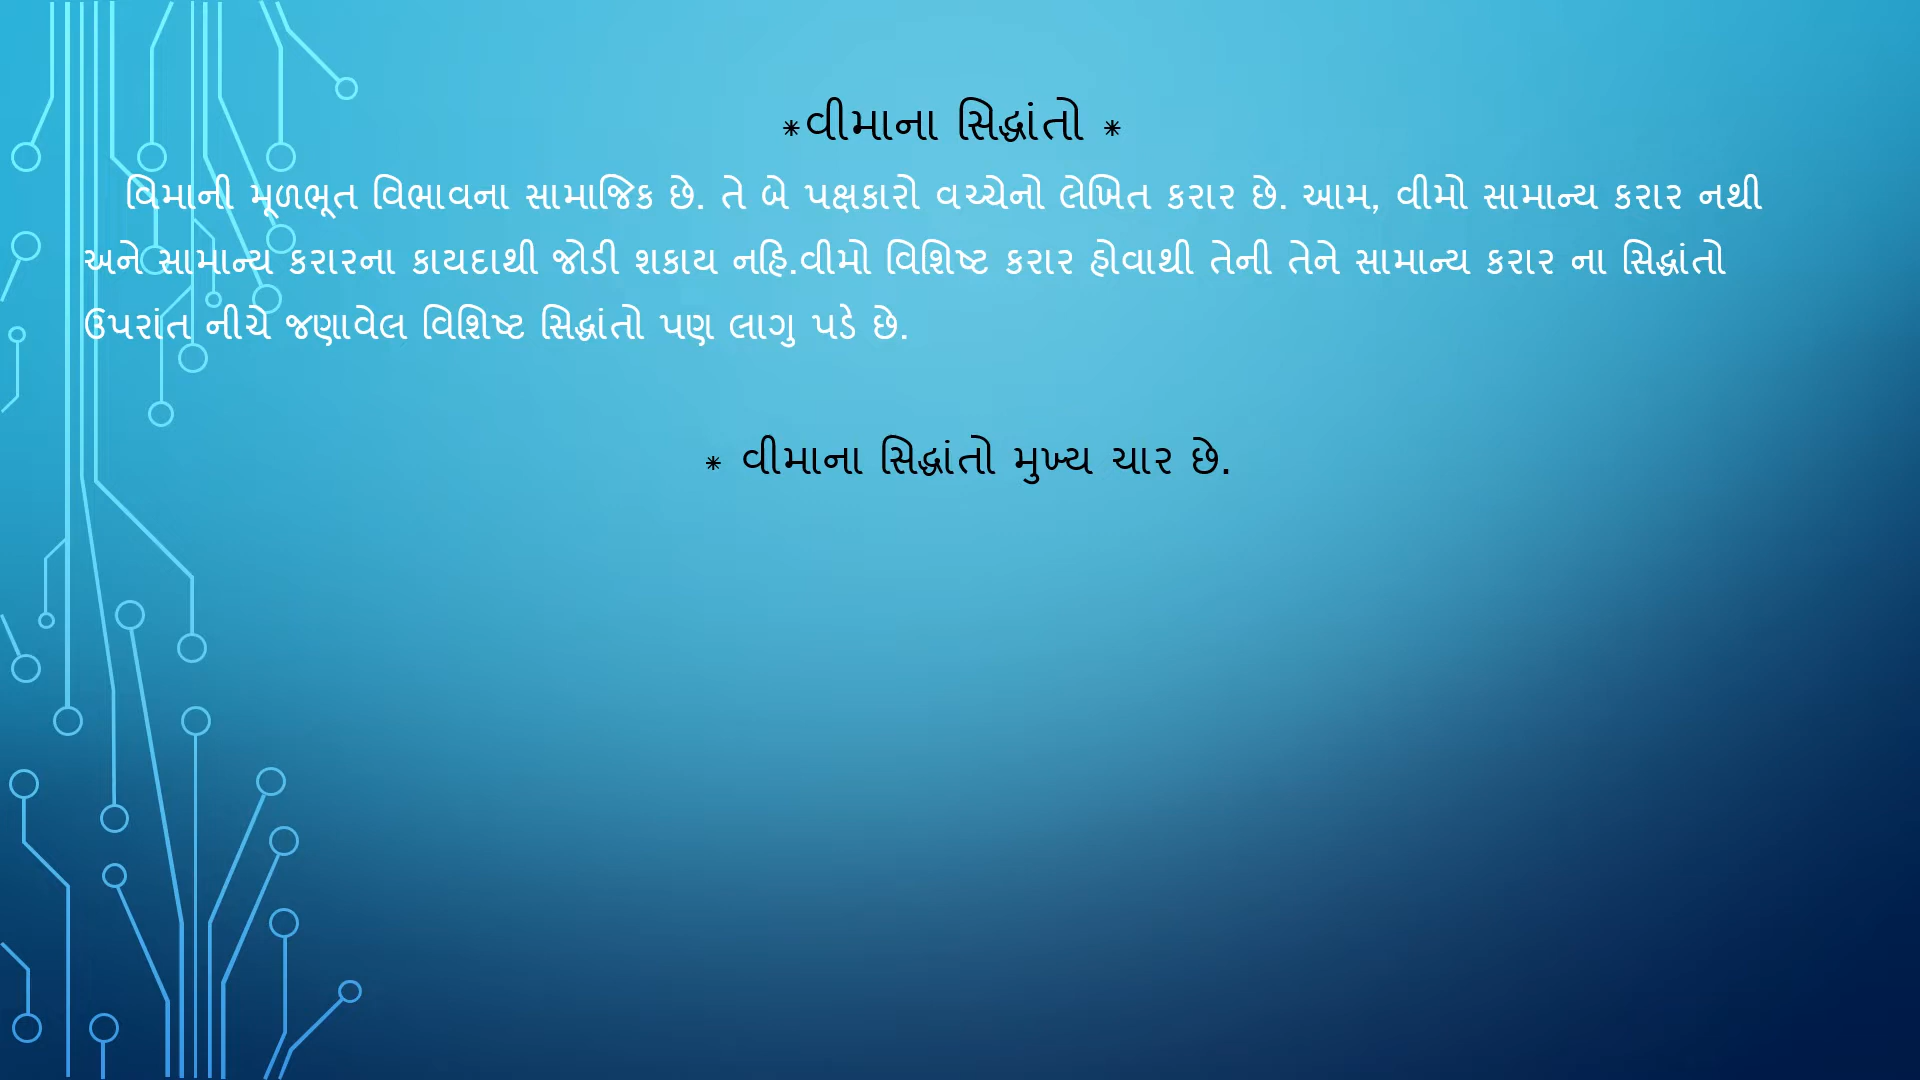 *વીમાના સિદ્ધાંતો *
વિમાની મૂળભૂત વિભાવના સામાજિક છે. તે બે પક્ષકારો વચ્ચેનો લેખિત કરાર છે. આમ, વીમો સામાન્ય કરાર નથી
અને સામાન્ય કરારના કાયદાથી જોડી શકાય નહિ.વીમો વિશિષ્ટ કરાર હોવાથી તેની તેને સામાન્ય કરાર ના સિદ્ધાંતો
ઉપરાંત નીચે જણાવેલ વિશિષ્ટ સિદ્ધાંતો પણ લાગુ પડે છે.
* વીમાના સિદ્ધાંતો મુખ્ય ચાર છે.